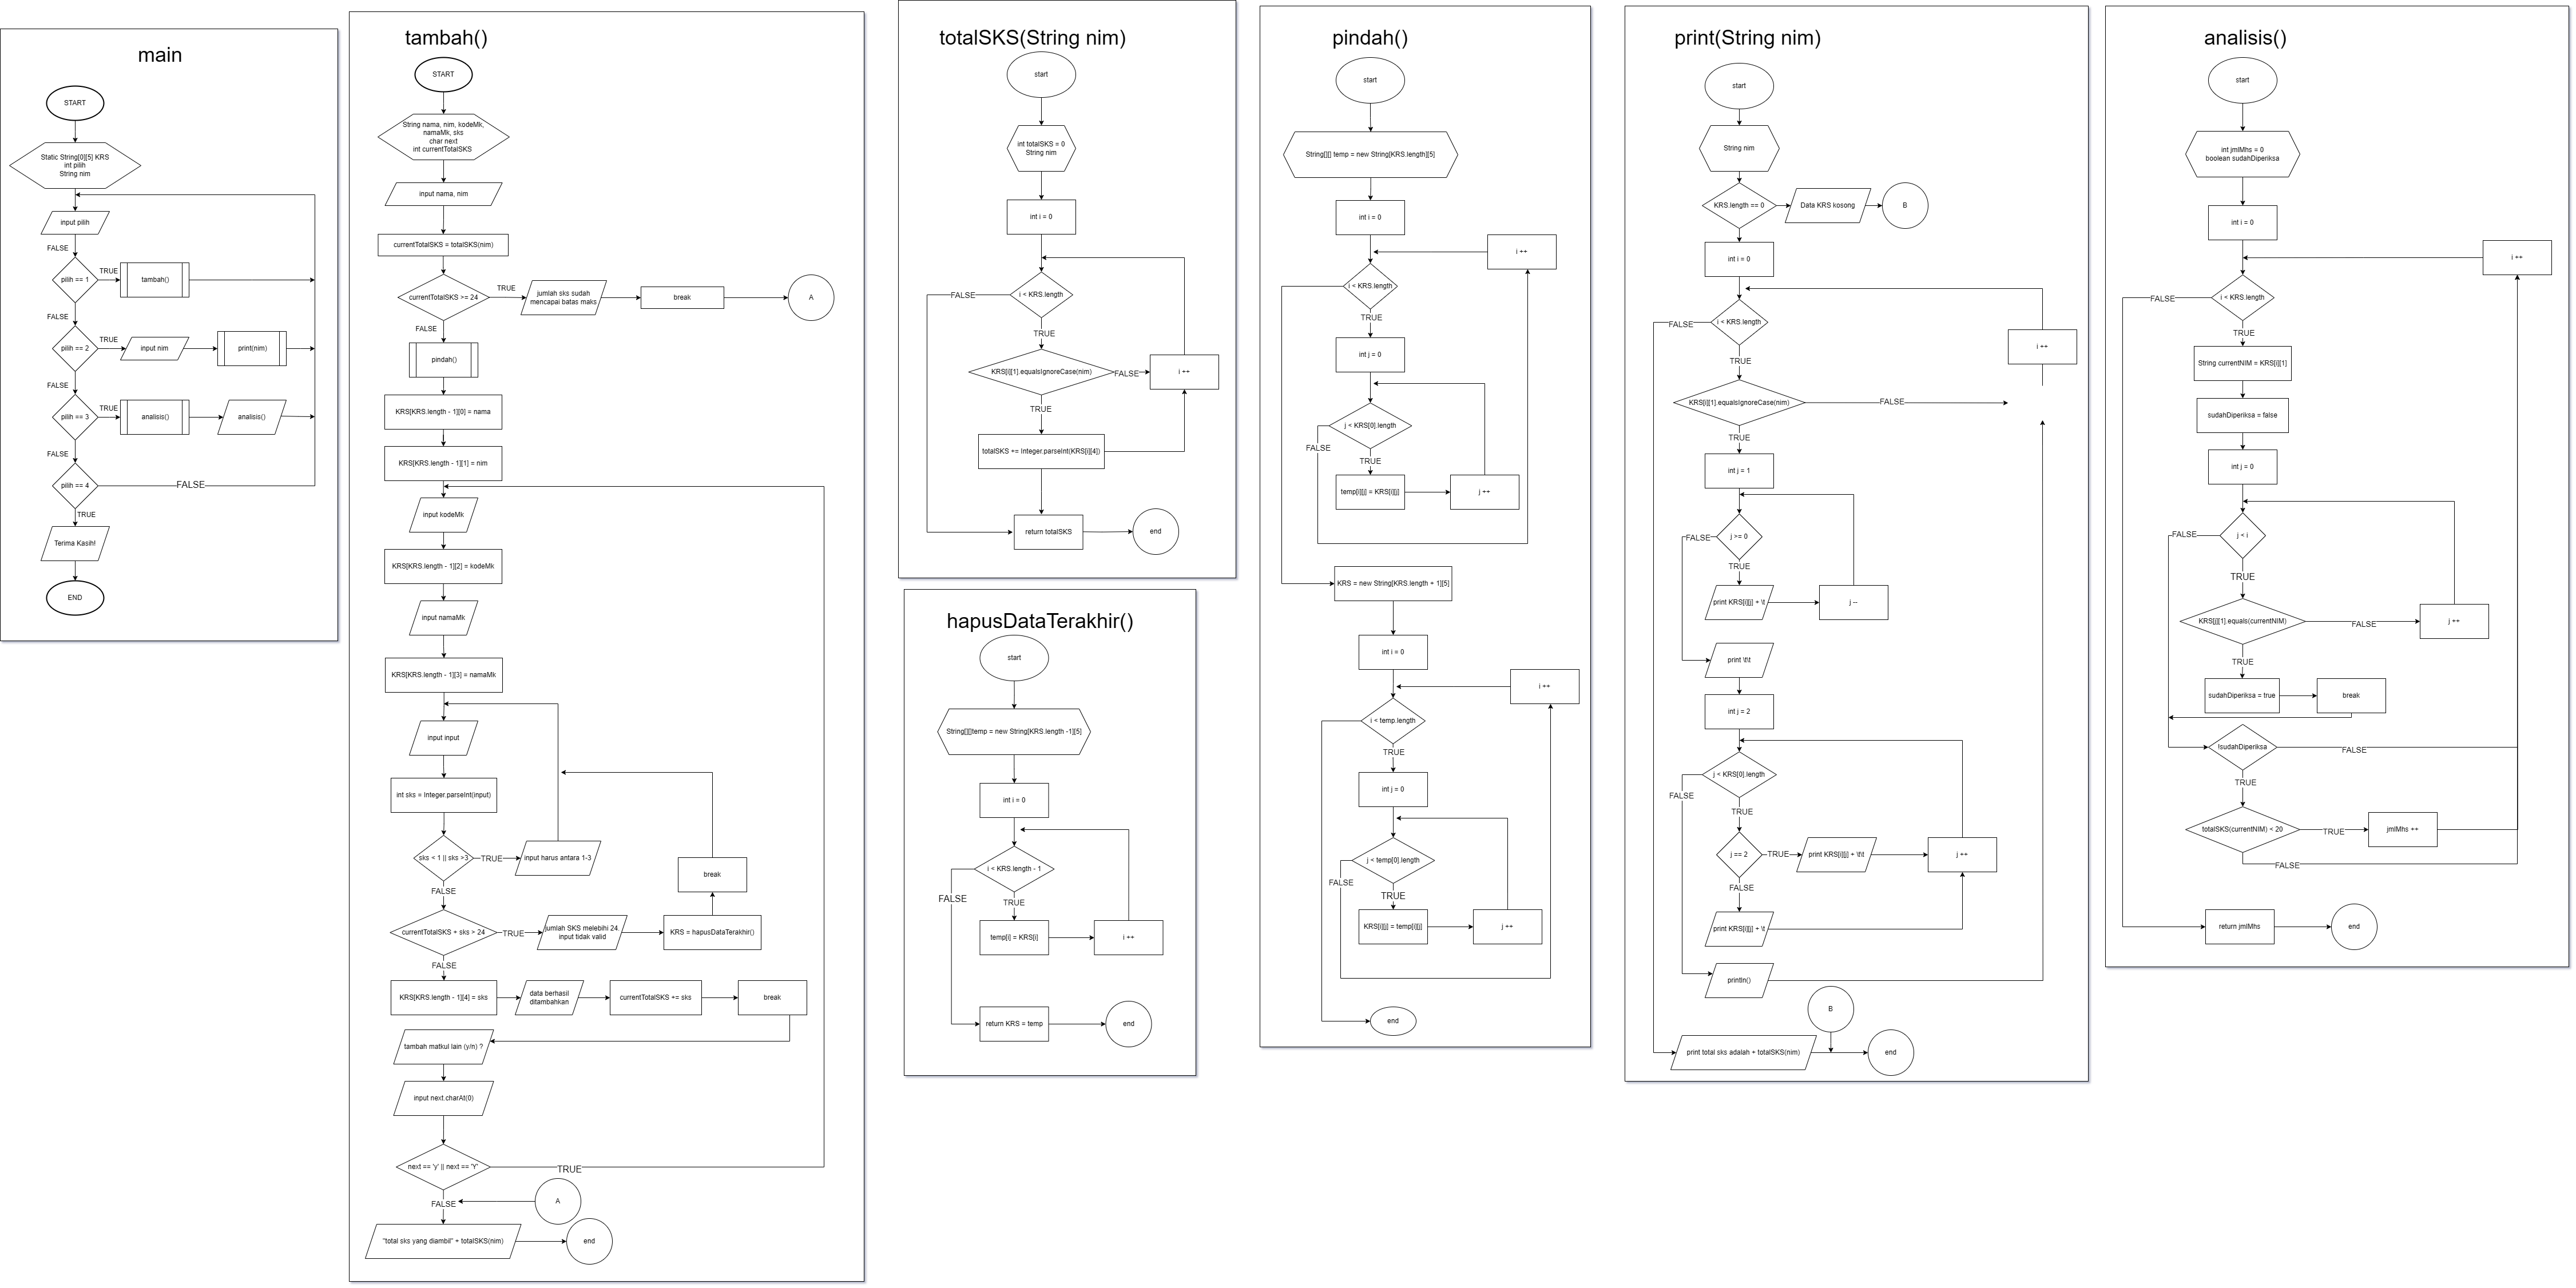 main
START
Static String[0][5] KRS
int pilih
String nim
input pilih
FALSE
pilih == 1
TRUE
tambah()
FALSE
pilih == 2
TRUE
input nim
print(nim)
FALSE
pilih == 3
TRUE
analisis()
analisis()
FALSE
pilih == 4
FALSE
TRUE
Terima Kasih!
END
tambah()
START
String nama, nim, kodeMk,
namaMk, sks
char next
int currentTotalSKS
input nama, nim
currentTotalSKS = totalSKS(nim)
currentTotalSKS >= 24
TRUE
jumlah sks sudah
mencapai batas maks
break
A
FALSE
pindah()
KRS[KRS.length - 1][0] = nama
KRS[KRS.length - 1][1] = nim
input kodeMk
KRS[KRS.length - 1][2] = kodeMk
input namaMk
KRS[KRS.length - 1][3] = namaMk
input input
int sks = Integer.parseInt(input)
sks < 1 || sks >3
TRUE
input harus antara 1-3
break
FALSE
currentTotalSKS + sks > 24
TRUE
jumlah SKS melebihi 24.
input tidak valid
KRS = hapusDataTerakhir()
FALSE
KRS[KRS.length - 1][4] = sks
data berhasil
ditambahkan
currentTotalSKS += sks
break
tambah matkul lain (y/n) ?
input next.charAt(0)
next == 'y' || next == 'Y'
TRUE
FALSE
A
"total sks yang diambil" + totalSKS(nim)
end
totalSKS(String nim)
start
int totalSKS = 0
String nim
int i = 0
i < KRS.length
FALSE
TRUE
KRS[i][1].equalsIgnoreCase(nim)
FALSE
i ++
TRUE
totalSKS += Integer.parseInt(KRS[i][4])
return totalSKS
end
hapusDataTerakhir()
start
String[][]temp = new String[KRS.length -1][5]
int i = 0
i < KRS.length - 1
FALSE
TRUE
temp[i] = KRS[i]
i ++
return KRS = temp
end
pindah()
start
String[][] temp = new String[KRS.length][5]
int i = 0
i ++
i < KRS.length
TRUE
int j = 0
j < KRS[0].length
FALSE
TRUE
temp[i][j] = KRS[i][j]
j ++
KRS = new String[KRS.length + 1][5]
int i = 0
i ++
i < temp.length
TRUE
int j = 0
j < temp[0].length
FALSE
TRUE
KRS[i][j] = temp[i][j]
j ++
end
print(String nim)
start
String nim
KRS.length == 0
Data KRS kosong
B
int i = 0
i < KRS.length
FALSE
i ++
TRUE
KRS[i][1].equalsIgnoreCase(nim)
FALSE
TRUE
int j = 1
j >= 0
FALSE
TRUE
print KRS[i][j] + \t
j --
print \t\t
int j = 2
j < KRS[0].length
FALSE
TRUE
j == 2
TRUE
print KRS[i][j] + \t\t
j ++
FALSE
print KRS[i][j] + \t
println()
B
print total sks adalah + totalSKS(nim)
end
analisis()
start
int jmlMhs = 0
boolean sudahDiperiksa
int i = 0
i ++
i < KRS.length
FALSE
TRUE
String currentNIM = KRS[i][1]
sudahDiperiksa = false
int j = 0
j < i
FALSE
TRUE
KRS[j][1].equals(currentNIM)
FALSE
j ++
TRUE
sudahDiperiksa = true
break
!sudahDiperiksa
FALSE
TRUE
totalSKS(currentNIM) < 20
TRUE
jmlMhs ++
FALSE
return jmlMhs
end